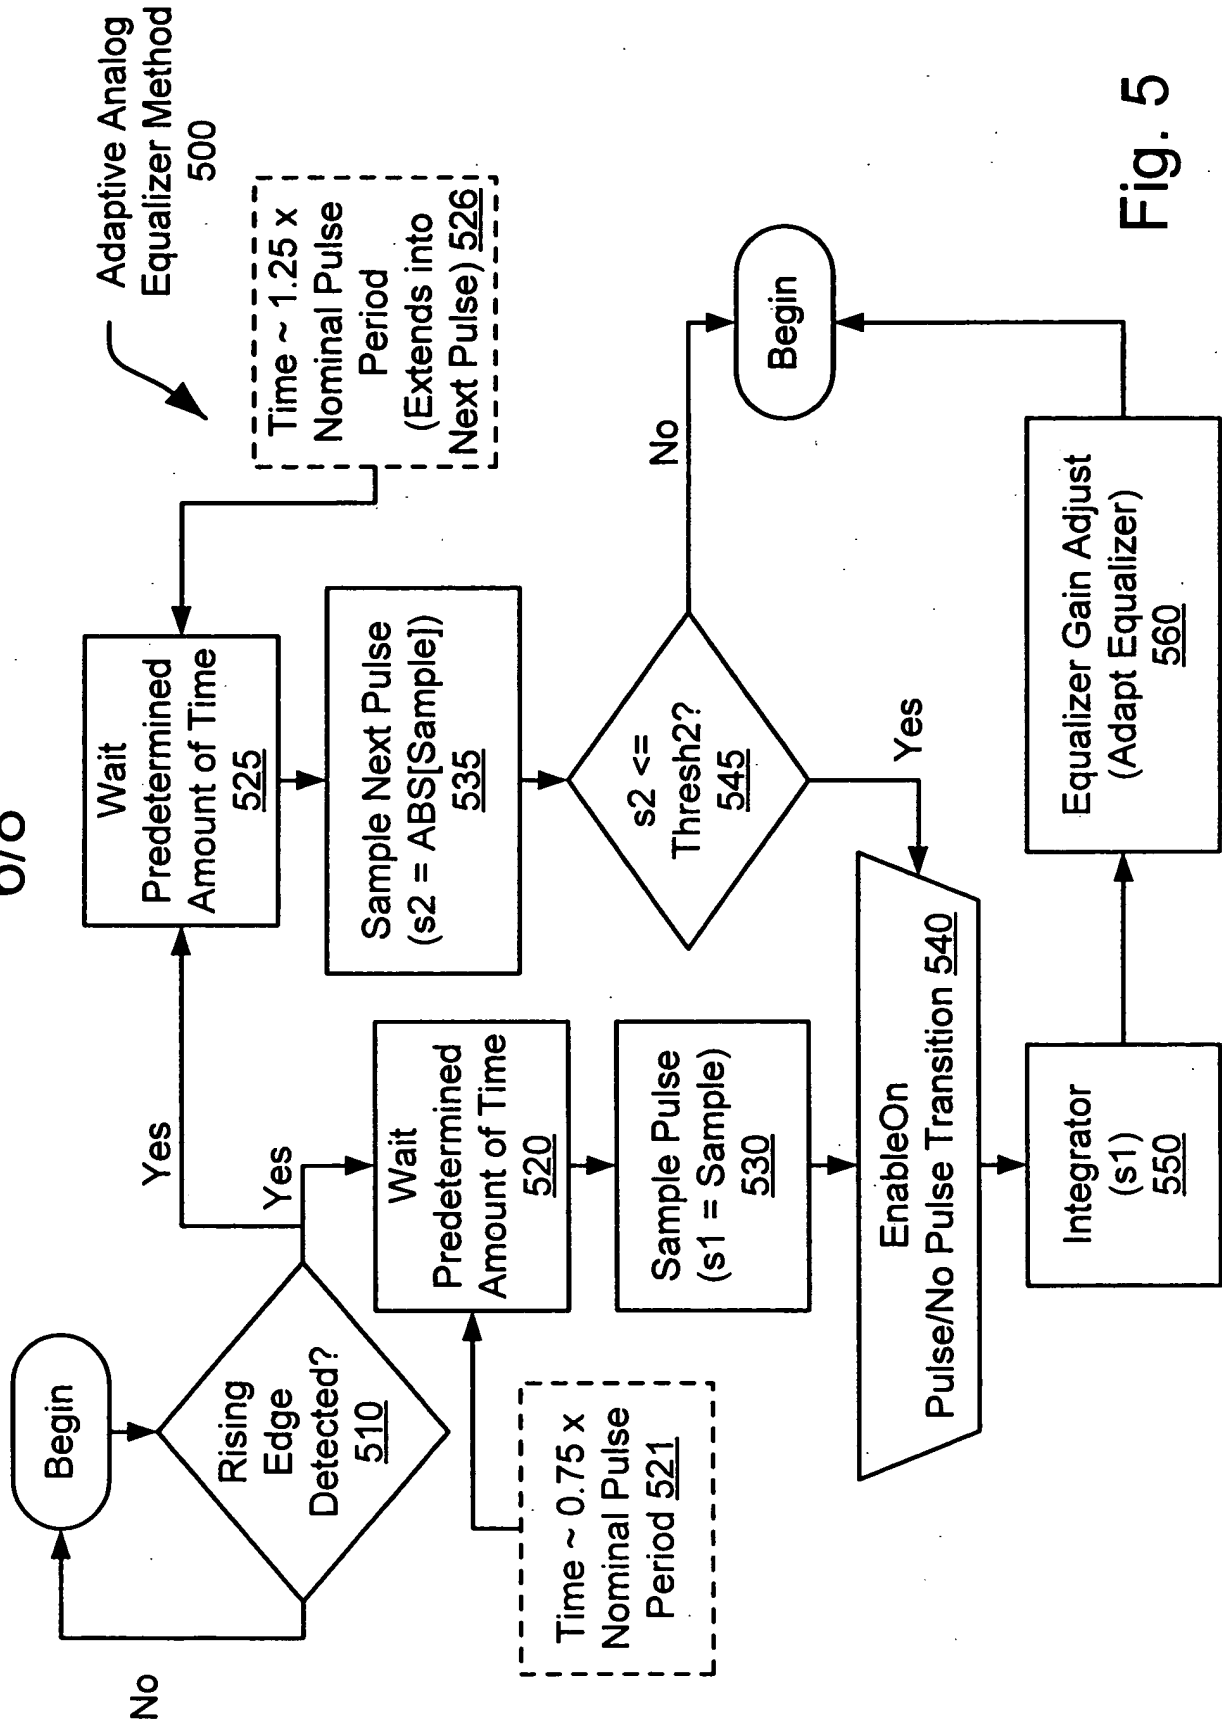 6/8
Adaptive Analog
Equalizer Method
500
Begin
No
Rising
Edge
Detected?
510
Yes
Yes
Wait
Predetermined
Amount of Time
525
Time ~ 1.25 x
Nominal Pulse
Period
(Extends into
Next Pulse) 526
Time ~ 0.75 x
Nominal Pulse
Period 521
Wait
Predetermined
Amount of Time
520
Sample Next Pulse
(s2 = ABS[Sample])
535
Sample Pulse
(s1 = Sample)
530
s2 <=
Thresh2?
545
No
Yes
Begin
EnableOn
Pulse/No Pulse Transition 540
Integrator
(s1)
550
Equalizer Gain Adjust
(Adapt Equalizer)
560
Fig. 5